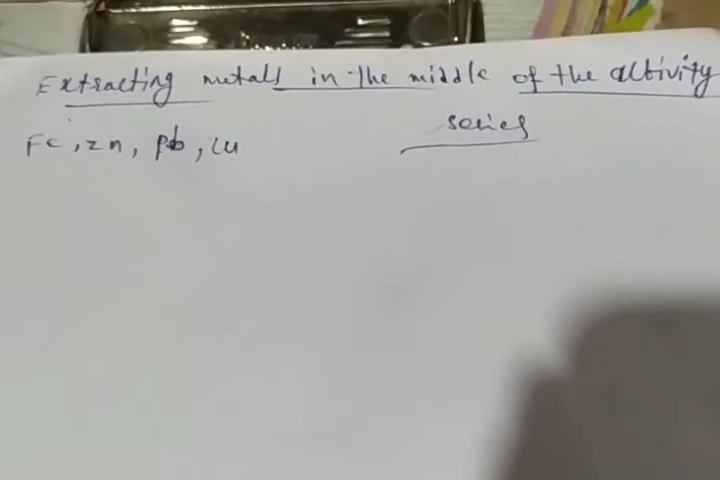 Extracting metals in the middle of the activity
series
Fe, zn, pb, cu